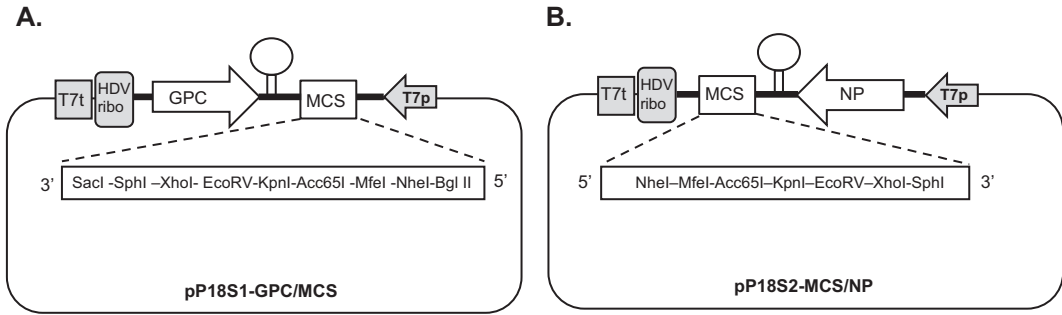 A.
T7t
HDV
ribo
GPC
MCS
T7p
3’ SacI -SphI –XhoI- EcoRV-KpnI-Acc65I -MfeI -NheI-Bgl II 5’
pP18S1-GPC/MCS
B.
T7t
HDV
ribo
MCS
NP
T7p
5’ NheI–MfeI-Acc65I–KpnI–EcoRV–XhoI-SphI 3’
pP18S2-MCS/NP